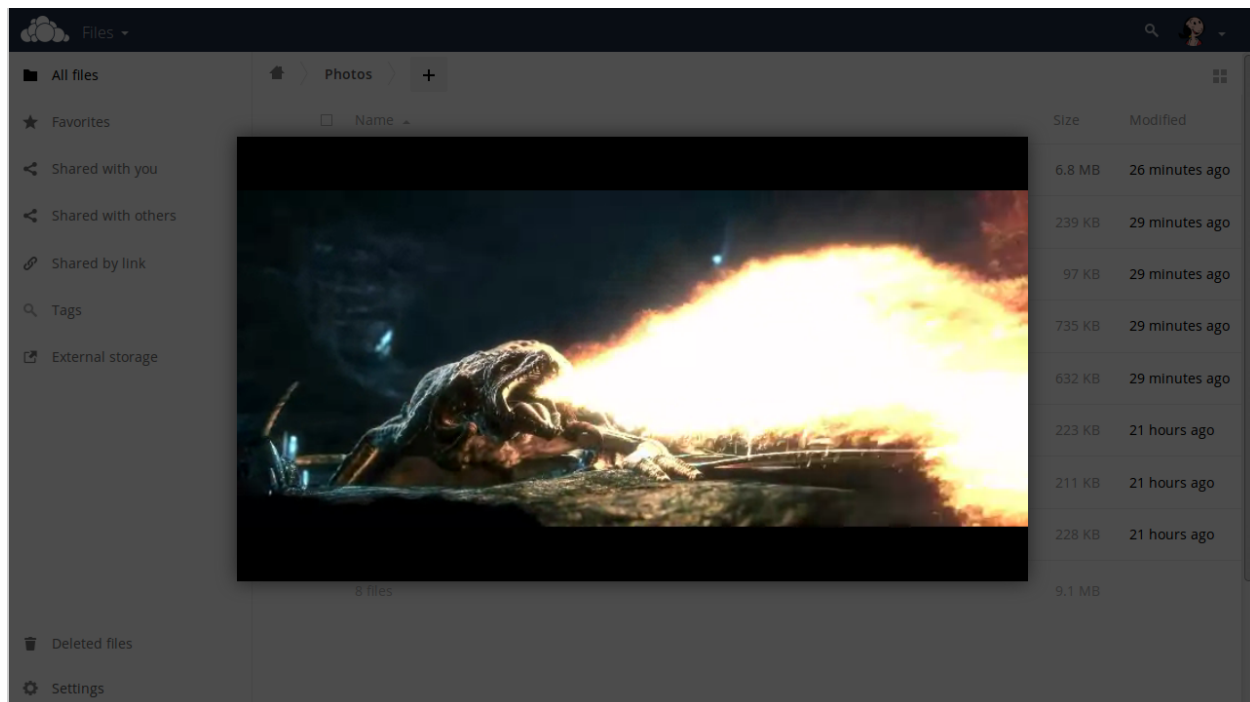 Files
All files
Favorites
Shared with you
Shared with others
Shared by link
Tags
External storage
Deleted files
Settings
Photos +
Name Size Modified
6.8 MB 26 minutes ago
239 KB 29 minutes ago
97 KB 29 minutes ago
735 KB 29 minutes ago
632 KB 29 minutes ago
223 KB 21 hours ago
211 KB 21 hours ago
228 KB 21 hours ago
8 files 9.1 MB